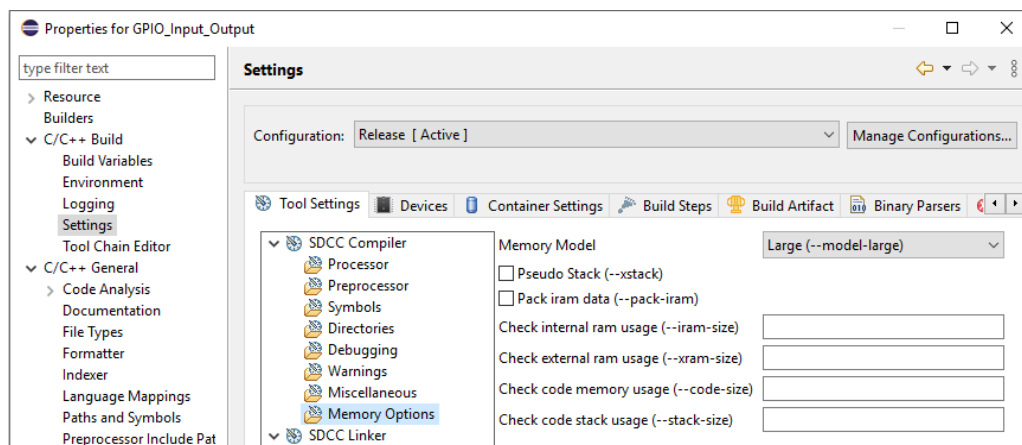 Properties for GPIO_Input_Output
type filter text
Settings
Resource
Builders
C/C++ Build
Build Variables
Environment
Logging
Settings
Tool Chain Editor
C/C++ General
Code Analysis
Documentation
File Types
Formatter
Indexer
Language Mappings
Paths and Symbols
Preprocessor Include Pat
Configuration: Release [ Active ] Manage Configurations...
Tool Settings Devices Container Settings Build Steps Build Artifact Binary Parsers
SDCC Compiler
Processor
Preprocessor
Symbols
Directories
Debugging
Warnings
Miscellaneous
Memory Options
SDCC Linker
Memory Model Large (--model-large)
Pseudo Stack (--xstack)
Pack iram data (--pack-iram)
Check internal ram usage (--iram-size)
Check external ram usage (--xram-size)
Check code memory usage (--code-size)
Check code stack usage (--stack-size)